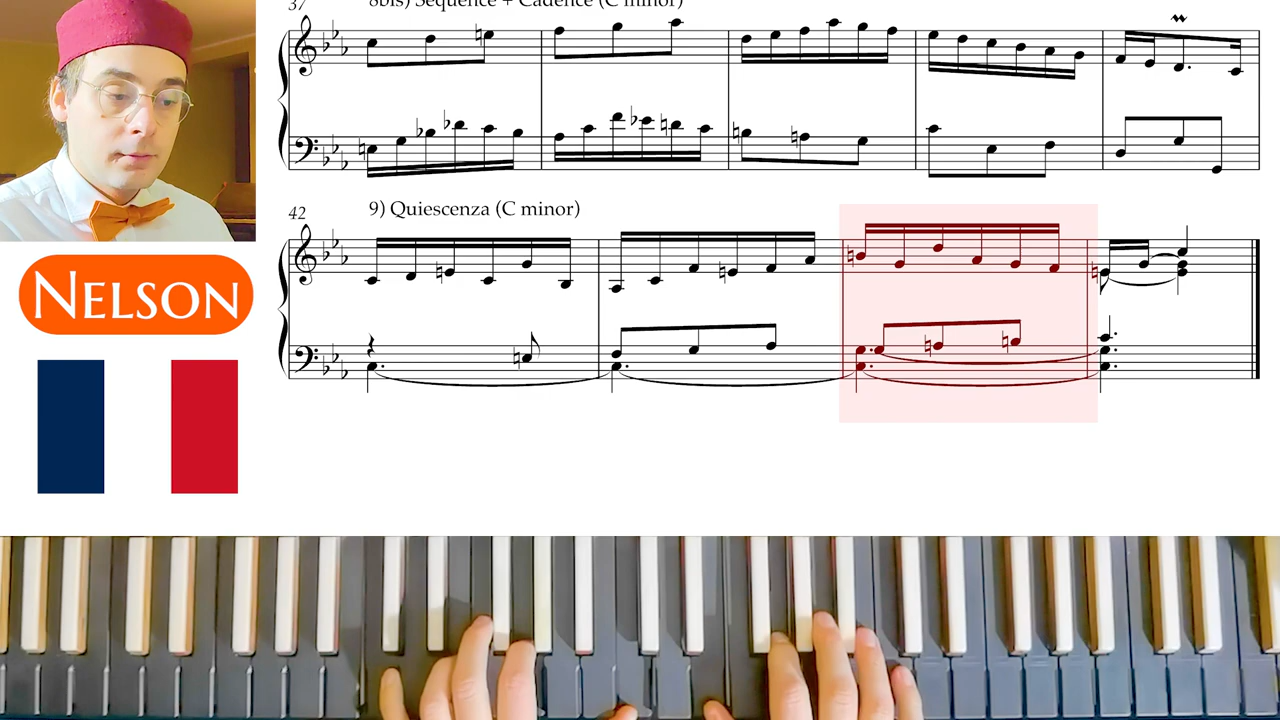 37
8bis) Sequence + Cadence (C minor)
42
9) Quiescenza (C minor)
NELSON